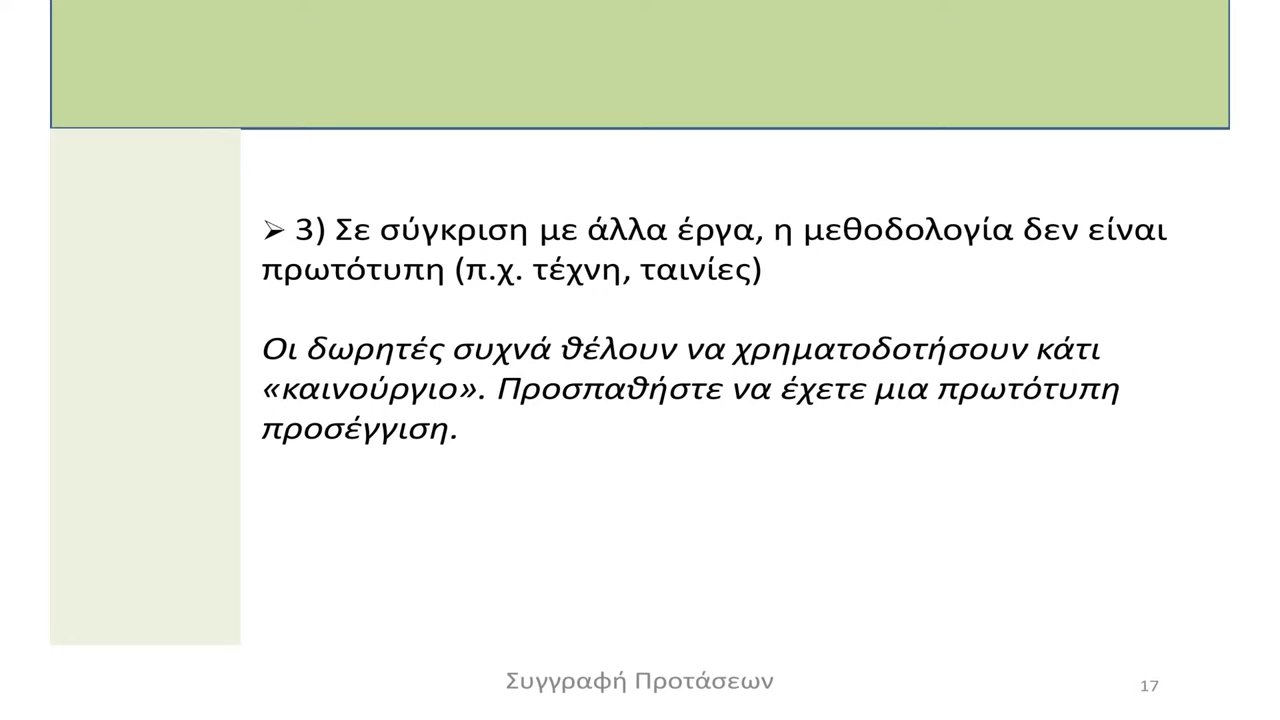 ➢ 3) Σε σύγκριση με άλλα έργα, η μεθοδολογία δεν είναι
πρωτότυπη (π.χ. τέχνη, ταινίες)
Οι δωρητές συχνά θέλουν να χρηματοδοτήσουν κάτι
«καινούργιο». Προσπαθήστε να έχετε μια πρωτότυπη
προσέγγιση.
Συγγραφή Προτάσεων
17